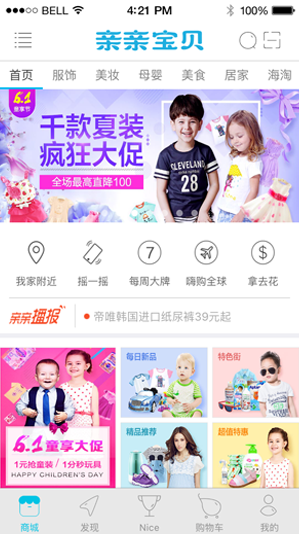 BELL
4:21 PM
100%
亲亲宝贝
首页 服饰 美妆 母婴 美食 居家 海淘
6.1
童享节
千款夏装
疯狂大促
全场最高直降100
CLEVELAND
7
$
我家附近 摇一摇 每周大牌 嗨购全球 拿去花
亲亲播报 帝唯韩国进口纸尿裤39元起
每日新品
特色街
6.1童享大促
1元抢童装 / 1分秒玩具
HAPPY CHILDREN'S DAY
精品推荐
超值特惠
商城 发现 Nice 购物车 我的